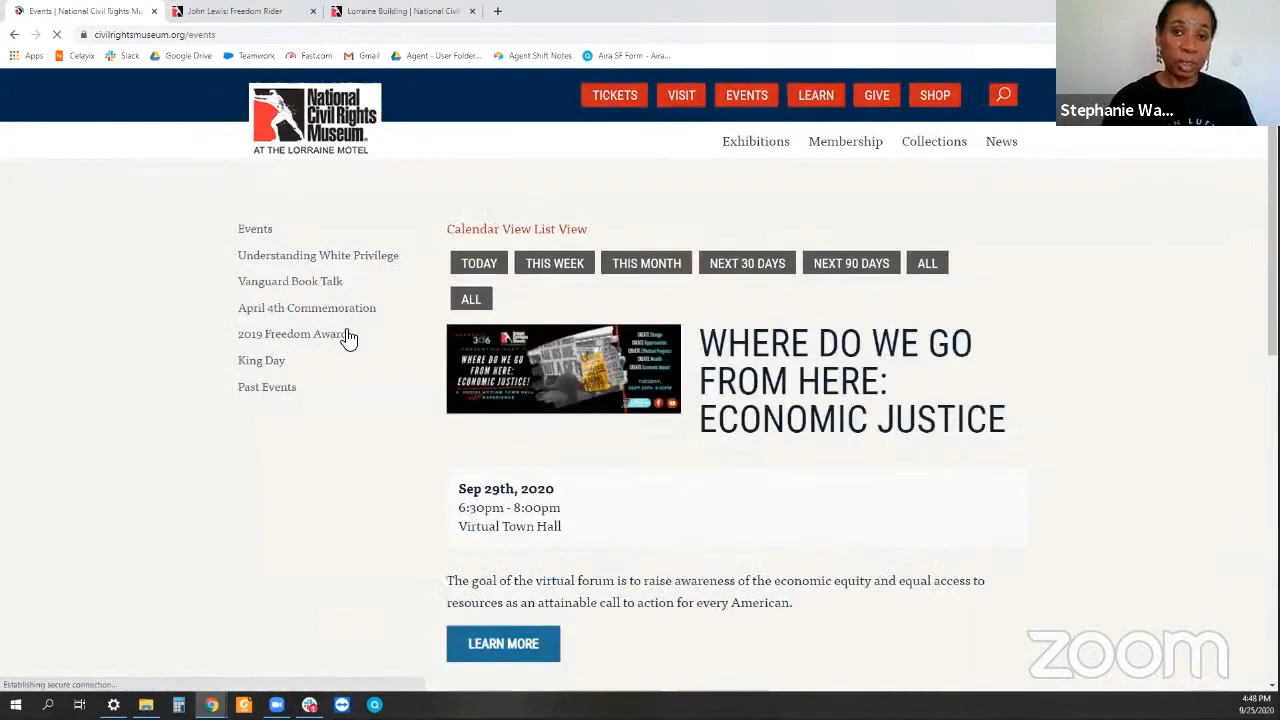 Events | National Civil Rights Mu
John Lewis: Freedom Rider
Lorraine Building | National Civil
civilrightsmuseum.org/events
Apps
Celayix
Slack
Google Drive
Teamwork
Fast.com
Gmail
Agent - User Folder...
Agent Shift Notes
Aira SF Form - Aira...
Stephanie Wa...
National
Civil Rights
Museum
AT THE LORRAINE MOTEL
TICKETS
VISIT
EVENTS
LEARN
GIVE
SHOP
Exhibitions
Membership
Collections
News
Events
Understanding White Privilege
Vanguard Book Talk
April 4th Commemoration
2019 Freedom Award
King Day
Past Events
Calendar View List View
TODAY
THIS WEEK
THIS MONTH
NEXT 30 DAYS
NEXT 90 DAYS
ALL
ALL
WHERE DO WE GO
FROM HERE:
ECONOMIC JUSTICE!
WHERE DO WE GO
FROM HERE:
ECONOMIC JUSTICE
Sep 29th, 2020
6:30pm - 8:00pm
Virtual Town Hall
The goal of the virtual forum is to raise awareness of the economic equity and equal access to
resources as an attainable call to action for every American.
LEARN MORE
zoom
Establishing secure connection...
4:48 PM
9/25/2020